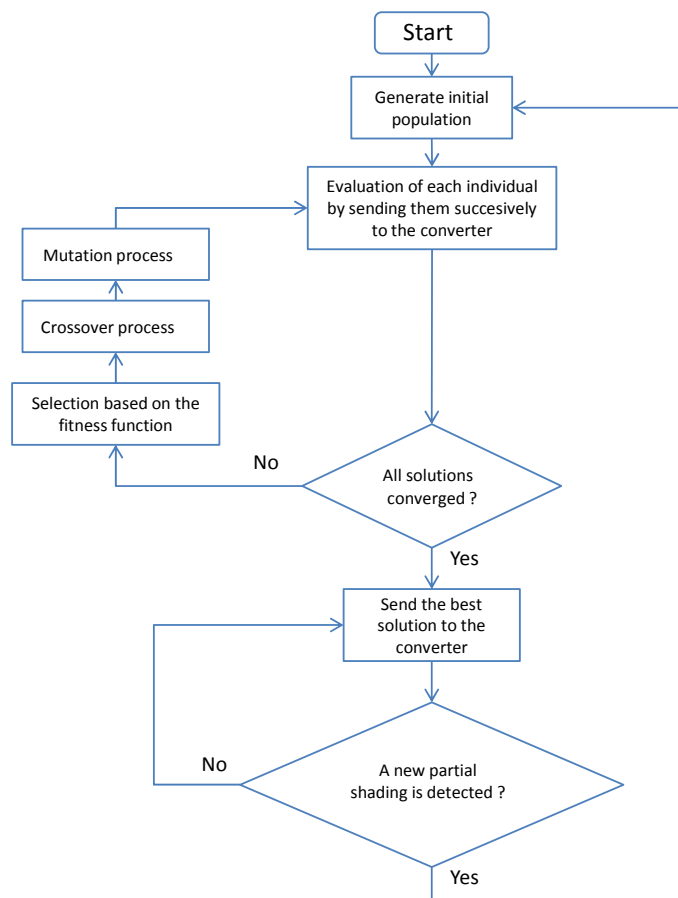 Start
Generate initial
population
Evaluation of each individual
by sending them succesively
to the converter
Mutation process
Crossover process
Selection based on the
fitness function
No
All solutions
converged ?
Yes
Send the best
solution to the
converter
No
A new partial
shading is detected ?
Yes